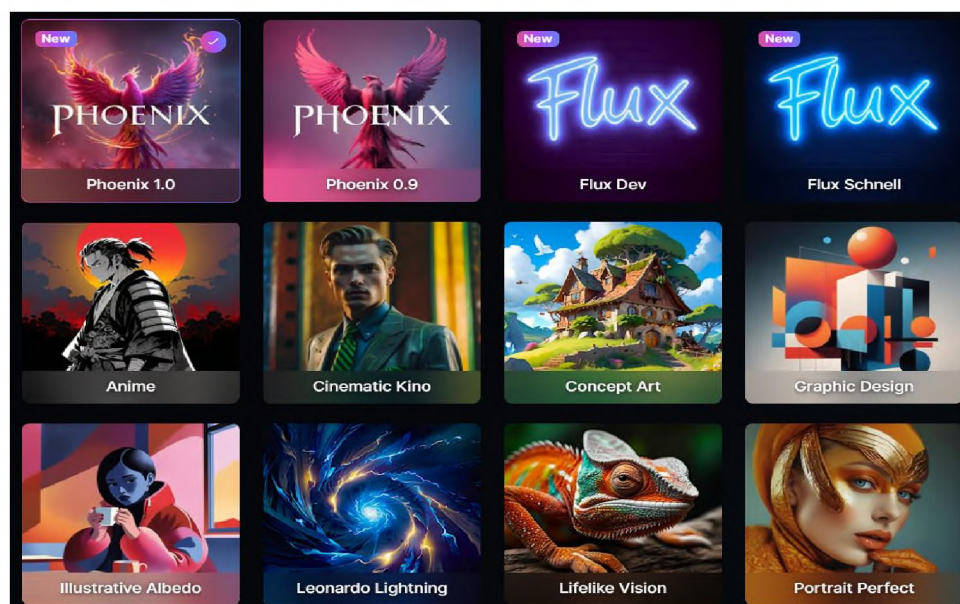 New
PHOENIX
Phoenix 1.0
PHOENIX
Phoenix 0.9
New
Flux
Flux Dev
New
Flux
Flux Schnell
Anime
Cinematic Kino
Concept Art
Graphic Design
Illustrative Albedo
Leonardo Lightning
Lifelike Vision
Portrait Perfect